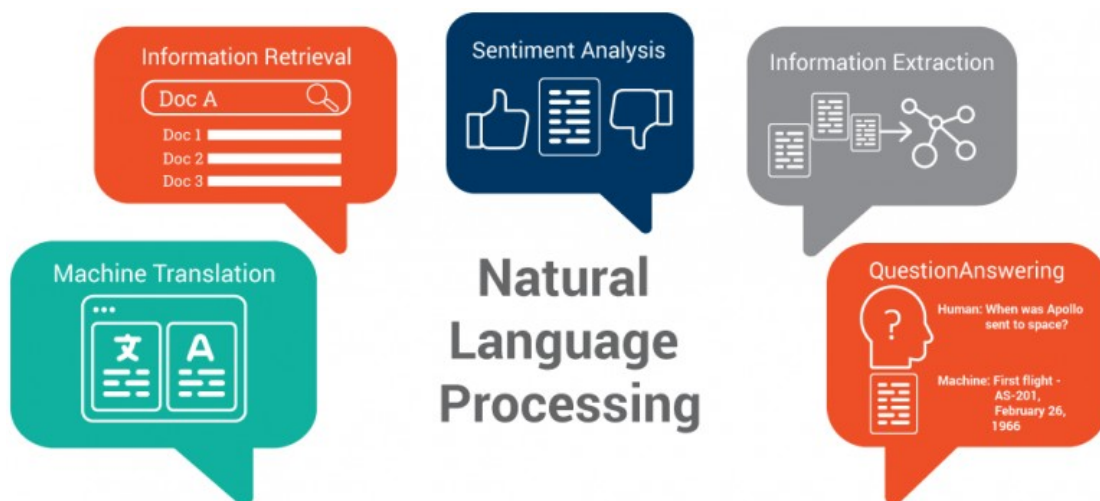 Information Retrieval
Doc A
Doc 1
Doc 2
Doc 3
Sentiment Analysis
Information Extraction
Machine Translation
文 A
Natural
Language
Processing
QuestionAnswering
?
Human: When was Apollo
sent to space?
Machine: First flight -
AS-201,
February 26,
1966